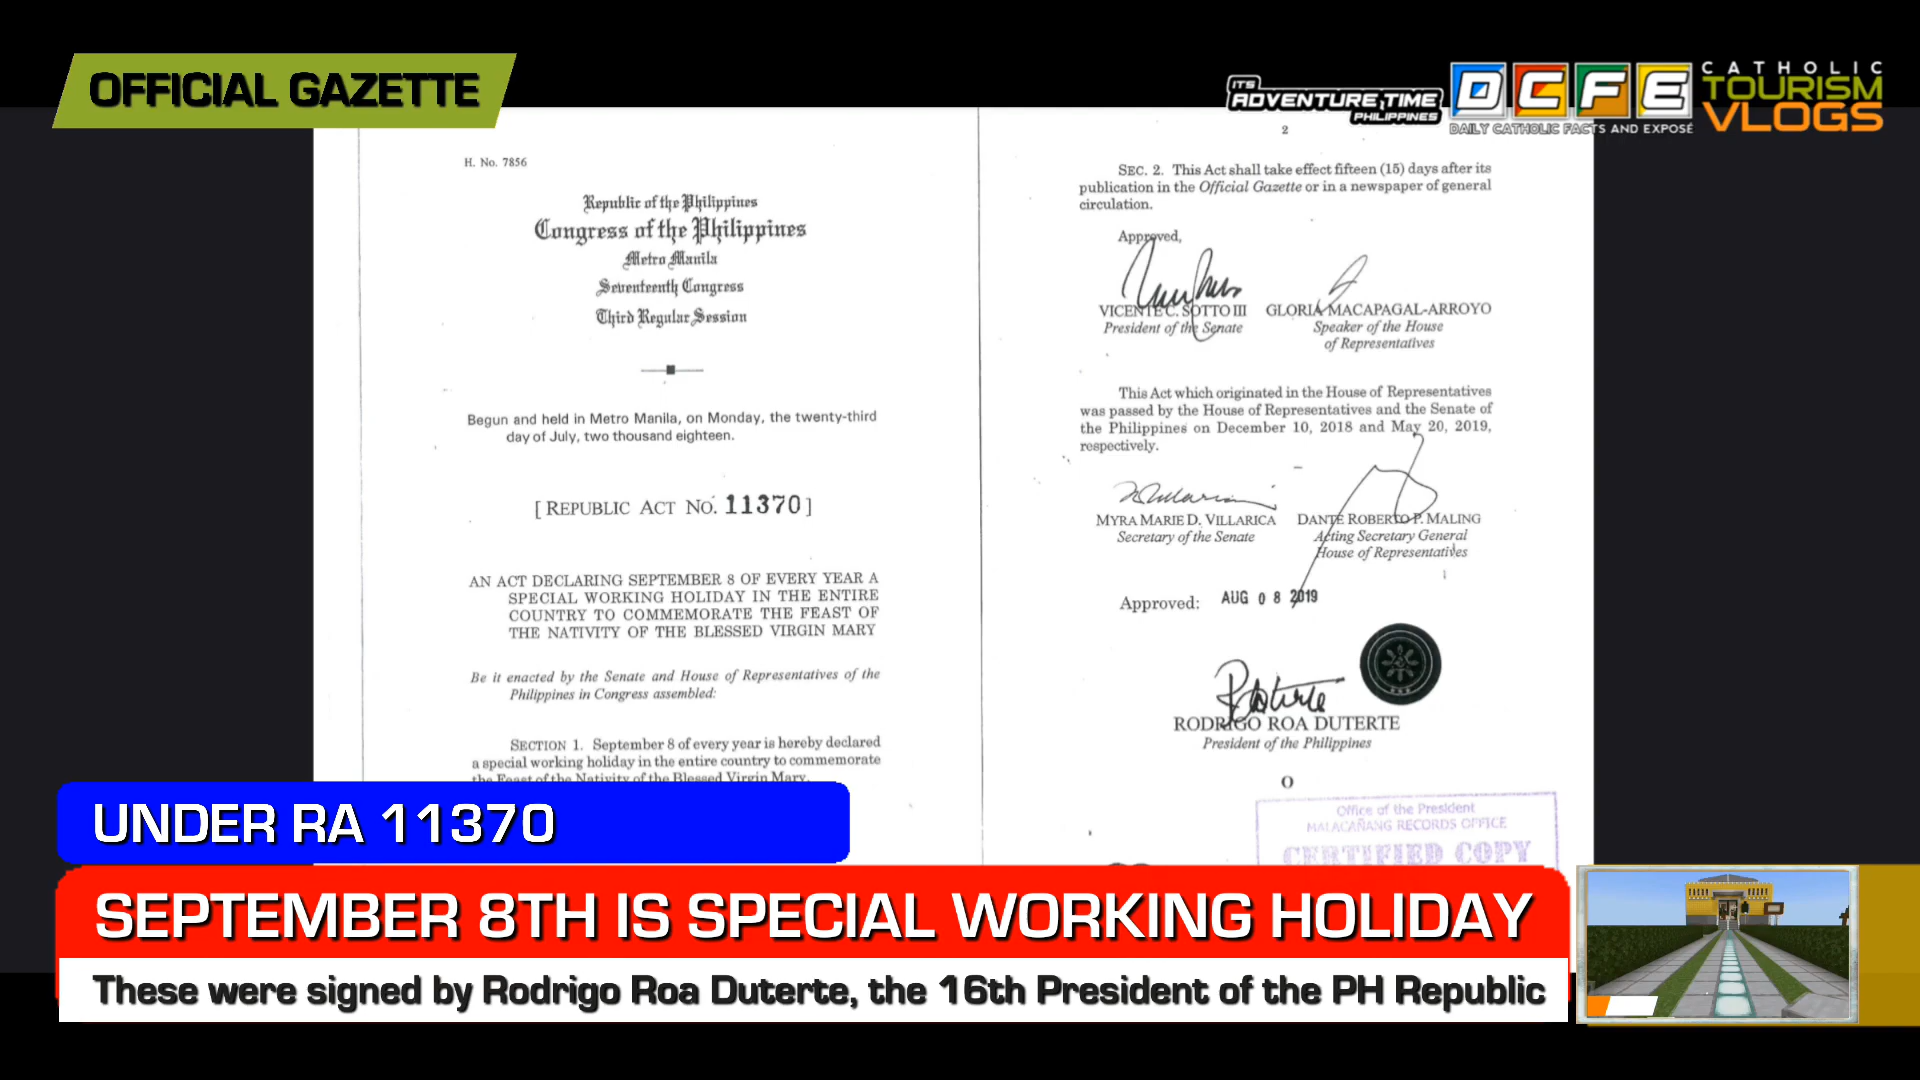 OFFICIAL GAZETTE
IT'S
ADVENTURE TIME
PHILIPPINES
DCFE
DAILY CATHOLIC FACTS AND EXPOSÉ
CATHOLIC
TOURISM
VLOGS
H. No. 7856
Republic of the Philippines
Congress of the Philippines
Metro Manila
Seventeenth Congress
Third Regular Session
Begun and held in Metro Manila, on Monday, the twenty-third
day of July, two thousand eighteen.
[ REPUBLIC ACT NO. 11370 ]
AN ACT DECLARING SEPTEMBER 8 OF EVERY YEAR A
SPECIAL WORKING HOLIDAY IN THE ENTIRE
COUNTRY TO COMMEMORATE THE FEAST OF
THE NATIVITY OF THE BLESSED VIRGIN MARY
Be it enacted by the Senate and House of Representatives of the
Philippines in Congress assembled:
SECTION 1. September 8 of every year is hereby declared
a special working holiday in the entire country to commemorate
the Feast of the Nativity of the Blessed Virgin Mary.
2
SEC. 2. This Act shall take effect fifteen (15) days after its
publication in the Official Gazette or in a newspaper of general
circulation.
Approved,
VICENTE C. SOTTO III
President of the Senate
GLORIA MACAPAGAL-ARROYO
Speaker of the House
of Representatives
This Act which originated in the House of Representatives
was passed by the House of Representatives and the Senate of
the Philippines on December 10, 2018 and May 20, 2019,
respectively.
MYRA MARIE D. VILLARICA
Secretary of the Senate
DANTE ROBERTO P. MALING
Acting Secretary General
House of Representatives
Approved: AUG 08 2019
RODRIGO ROA DUTERTE
President of the Philippines
O
Office of the President
MALACAÑANG RECORDS OFFICE
CERTIFIED COPY
UNDER RA 11370
SEPTEMBER 8TH IS SPECIAL WORKING HOLIDAY
These were signed by Rodrigo Roa Duterte, the 16th President of the PH Republic